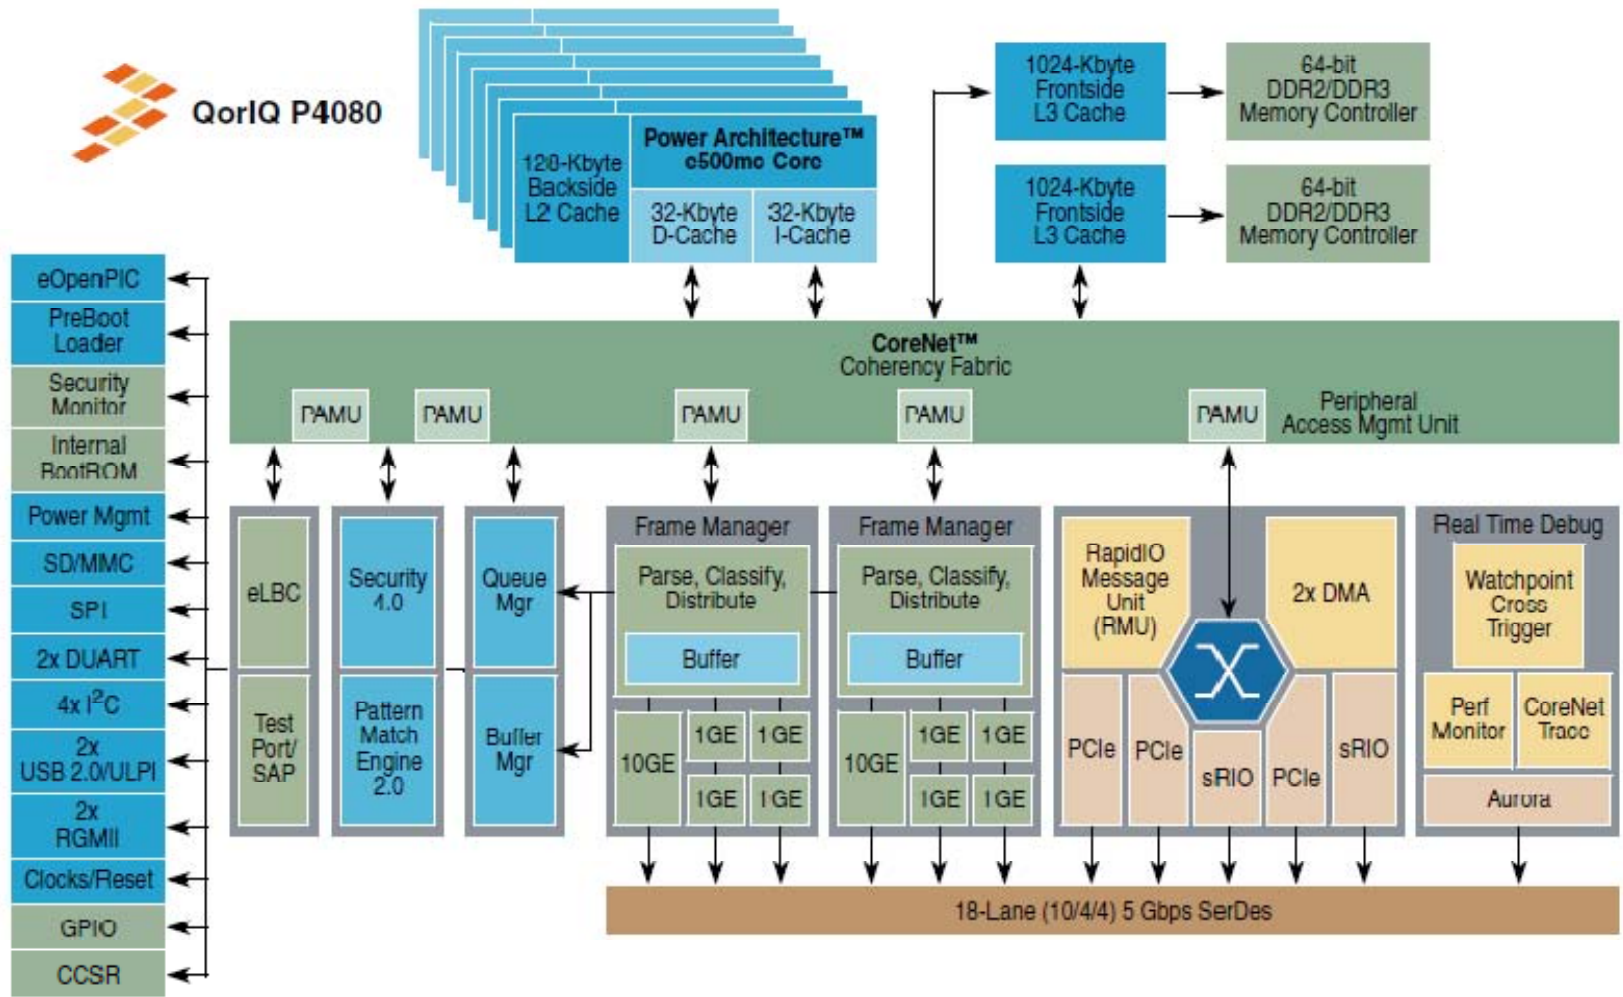 QorIQ P4080
Power Architecture™
e500mc Core
128-Kbyte
Backside
L2 Cache
32-Kbyte
D-Cache
32-Kbyte
I-Cache
1024-Kbyte
Frontside
L3 Cache
64-bit
DDR2/DDR3
Memory Controller
1024-Kbyte
Frontside
L3 Cache
64-bit
DDR2/DDR3
Memory Controller
eOpenPIC
PreBoot
Loader
Security
Monitor
Internal
BootROM
Power Mgmt
SD/MMC
SPI
2x DUART
4x I²C
2x
USB 2.0/ULPI
2x
RGMII
Clocks/Reset
GPIO
CCSR
CoreNet™
Coherency Fabric
PAMU
PAMU
PAMU
PAMU
PAMU
Peripheral
Access Mgmt Unit
eLBC
Test
Port/
SAP
Security
4.0
Pattern
Match
Engine
2.0
Queue
Mgr
Buffer
Mgr
Frame Manager
Parse, Classify,
Distribute
Buffer
10GE
1GE
1GE
1GE
1GE
Frame Manager
Parse, Classify,
Distribute
Buffer
10GE
1GE
1GE
1GE
1GE
RapidIO
Message
Unit
(RMU)
2x DMA
PCIe
PCIe
sRIO
PCIe
sRIO
Real Time Debug
Watchpoint
Cross
Trigger
Perf
Monitor
CoreNet
Trace
Aurora
18-Lane (10/4/4) 5 Gbps SerDes